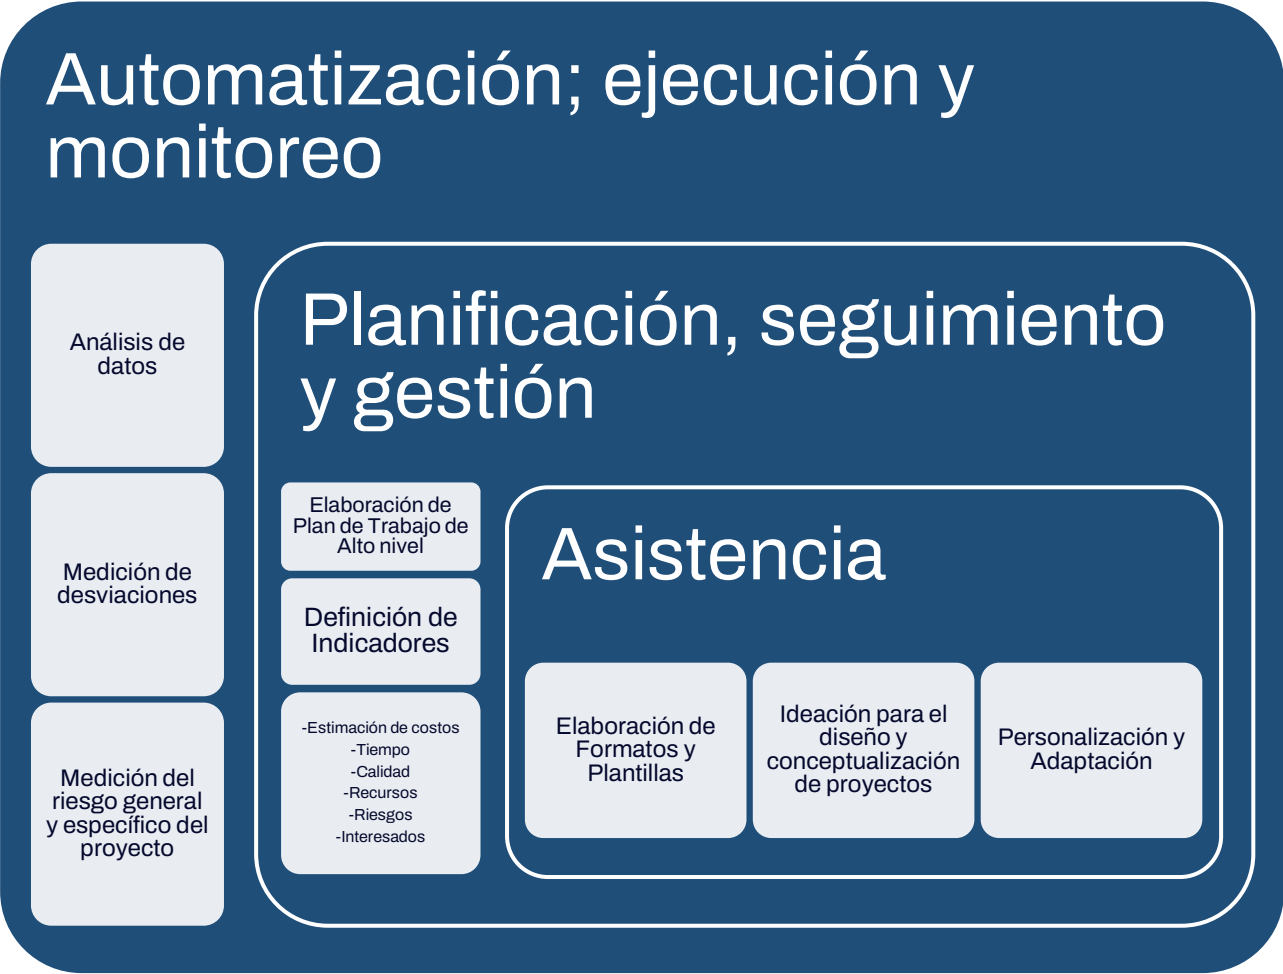 Automatización; ejecución y
monitoreo
Análisis de
datos
Medición de
desviaciones
Medición del
riesgo general
y específico del
proyecto
Planificación, seguimiento
y gestión
Elaboración de
Plan de Trabajo de
Alto nivel
Definición de
Indicadores
-Estimación de costos
-Tiempo
-Calidad
-Recursos
-Riesgos
-Interesados
Asistencia
Elaboración de
Formatos y
Plantillas
Ideación para el
diseño y
conceptualización
de proyectos
Personalización y
Adaptación